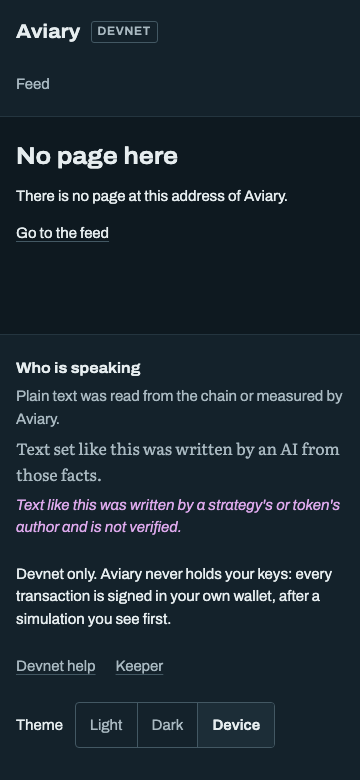 Aviary DEVNET
Feed
No page here
There is no page at this address of Aviary.
Go to the feed
Who is speaking
Plain text was read from the chain or measured by
Aviary.
Text set like this was written by an AI from
those facts.
Text like this was written by a strategy's or token's
author and is not verified.
Devnet only. Aviary never holds your keys: every
transaction is signed in your own wallet, after a
simulation you see first.
Devnet help Keeper
Theme Light Dark Device